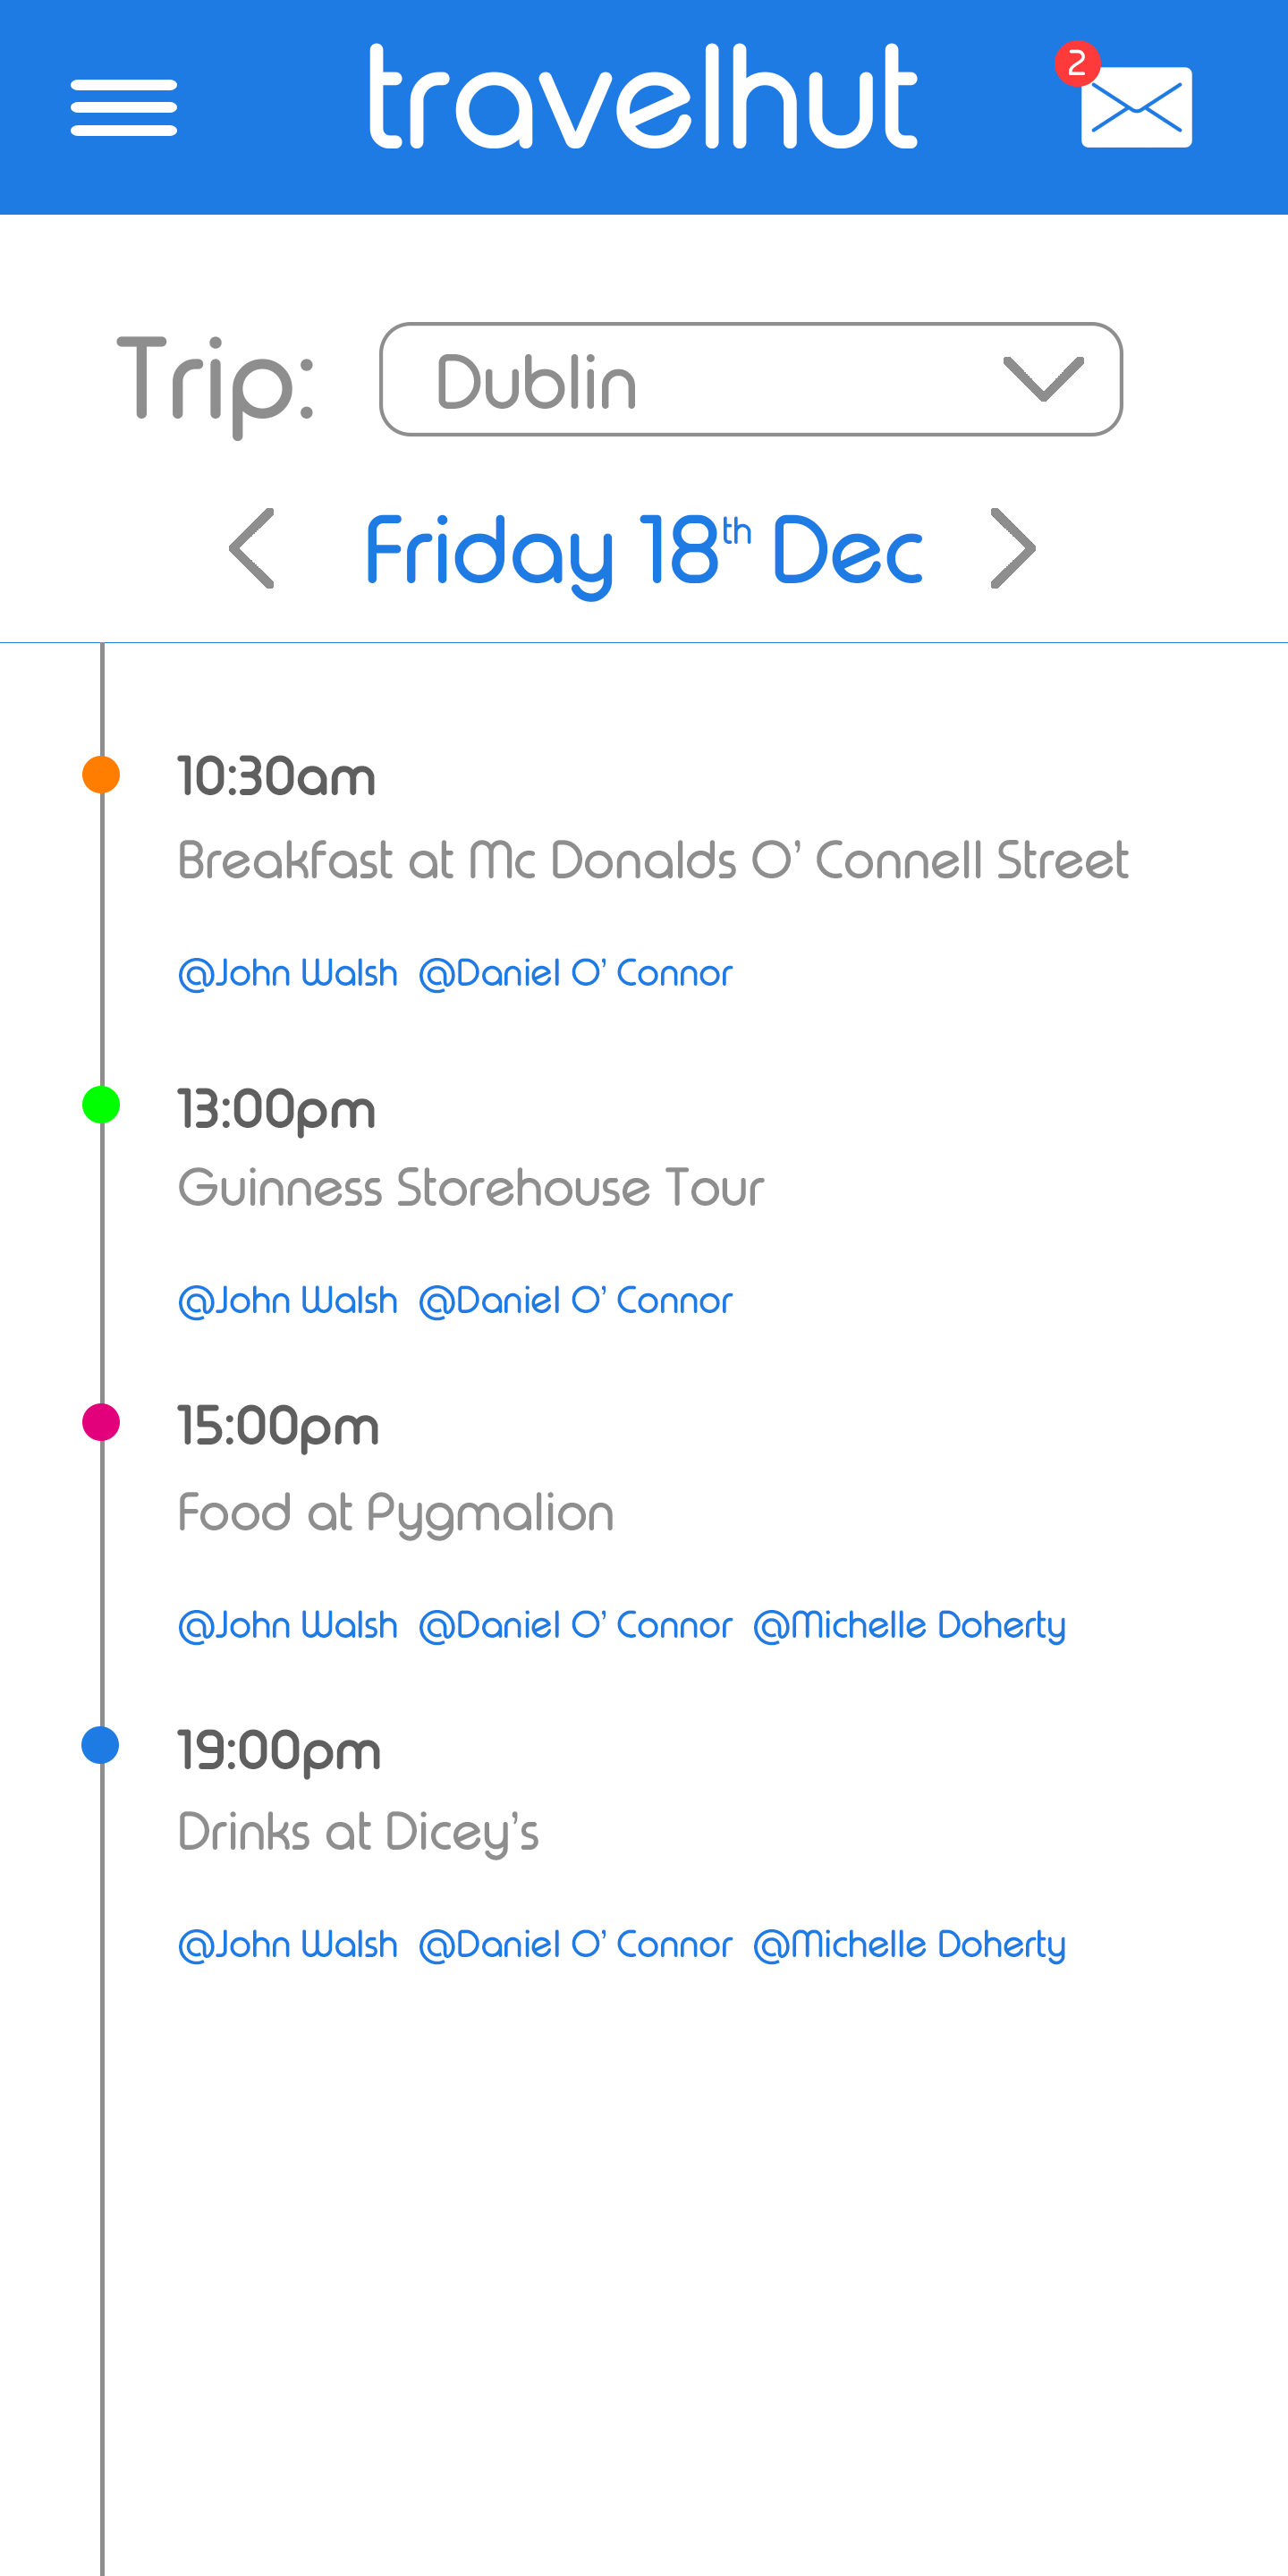 travelhut
2
Trip:
Dublin
Friday 18th Dec
10:30am
Breakfast at Mc Donalds O’ Connell Street
@John Walsh @Daniel O’ Connor
13:00pm
Guinness Storehouse Tour
@John Walsh @Daniel O’ Connor
15:00pm
Food at Pygmalion
@John Walsh @Daniel O’ Connor @Michelle Doherty
19:00pm
Drinks at Dicey’s
@John Walsh @Daniel O’ Connor @Michelle Doherty